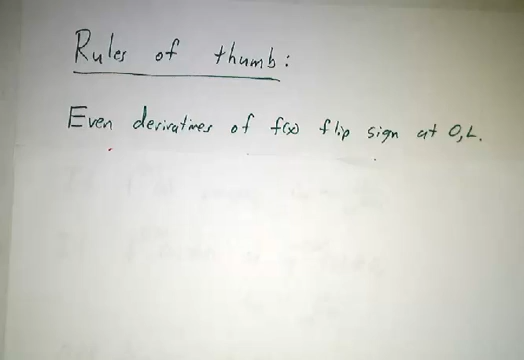 Rules of thumb:
Even derivatives of f(x) flip sign at 0, L.